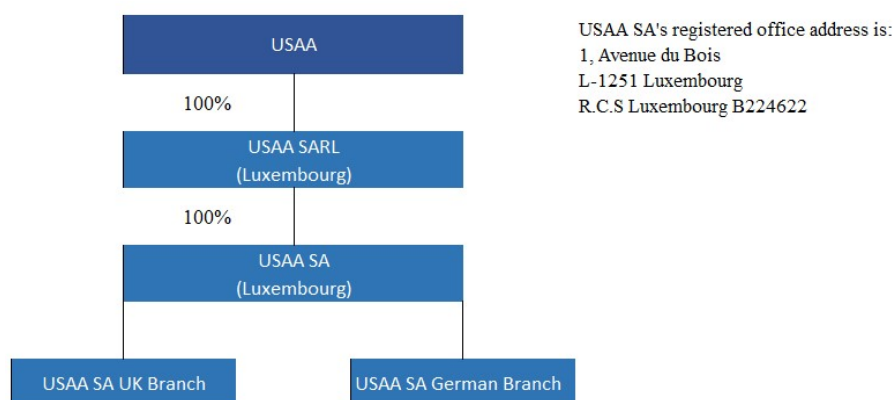 USAA
USAA SA's registered office address is:
1, Avenue du Bois
L-1251 Luxembourg
R.C.S Luxembourg B224622
100%
USAA SARL
(Luxembourg)
100%
USAA SA
(Luxembourg)
USAA SA UK Branch
USAA SA German Branch